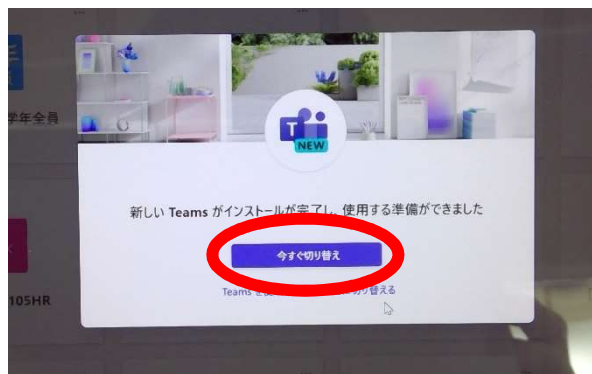 学年全員
T
NEW
新しい Teams がインストールが完了し、使用する準備ができました
今すぐ切り替え
Teams り替える
105HR